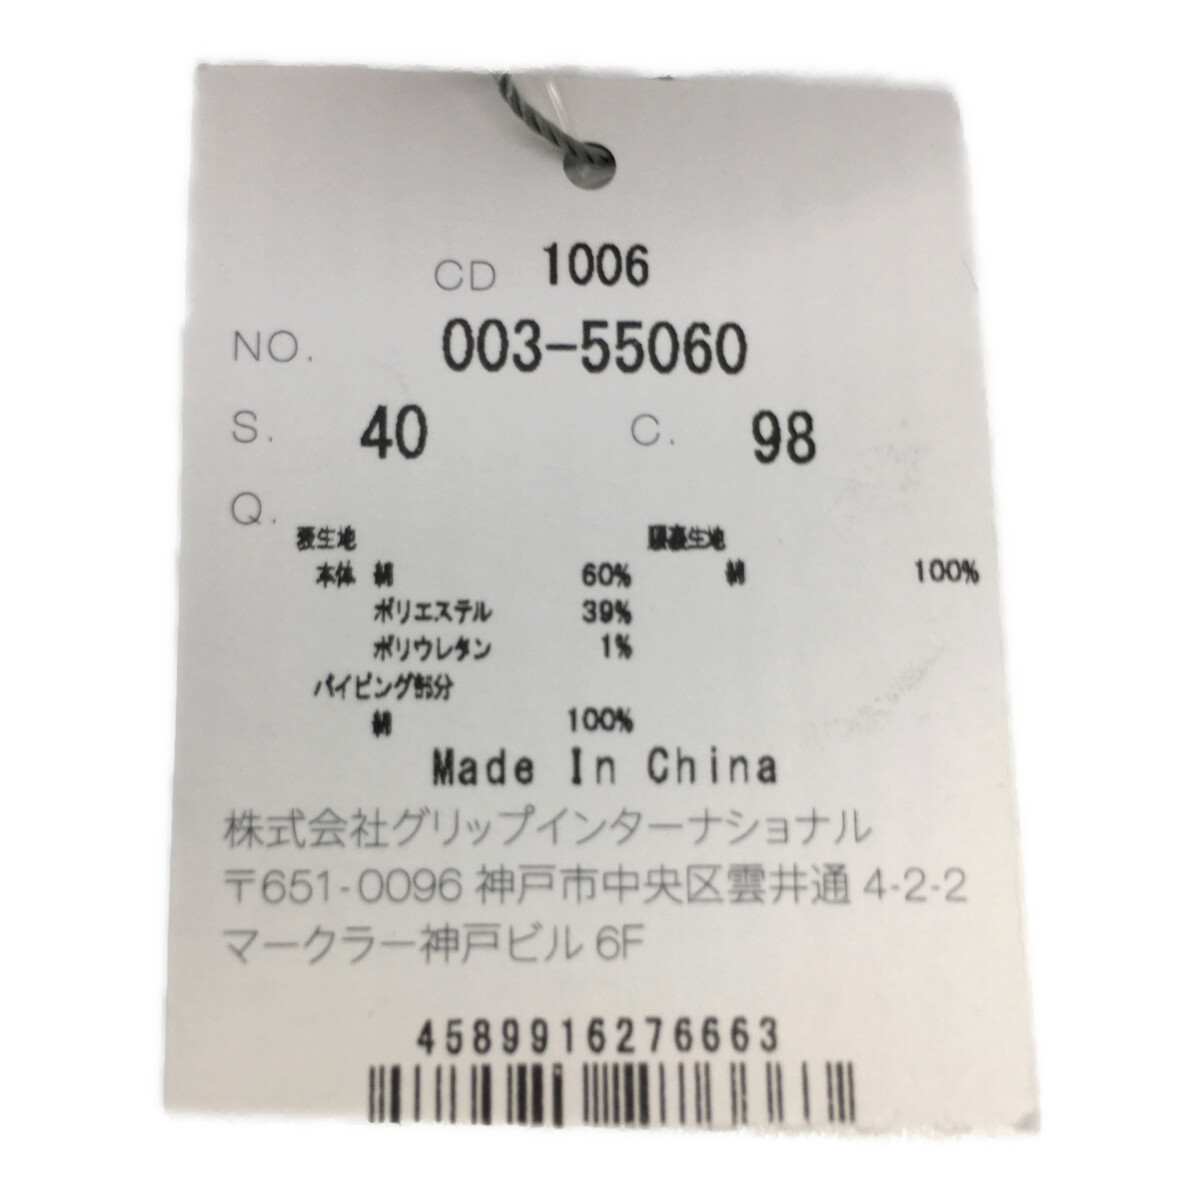 CD 1006
NO. 003-55060
S. 40 C. 98
Q.
表生地 腰裏生地
本体 綿 60% 綿 100%
ポリエステル 39%
ポリウレタン 1%
パイピング部分
綿 100%
Made In China
株式会社グリップインターナショナル
〒651-0096 神戸市中央区雲井通 4-2-2
マークラー神戸ビル 6F
4589916276663